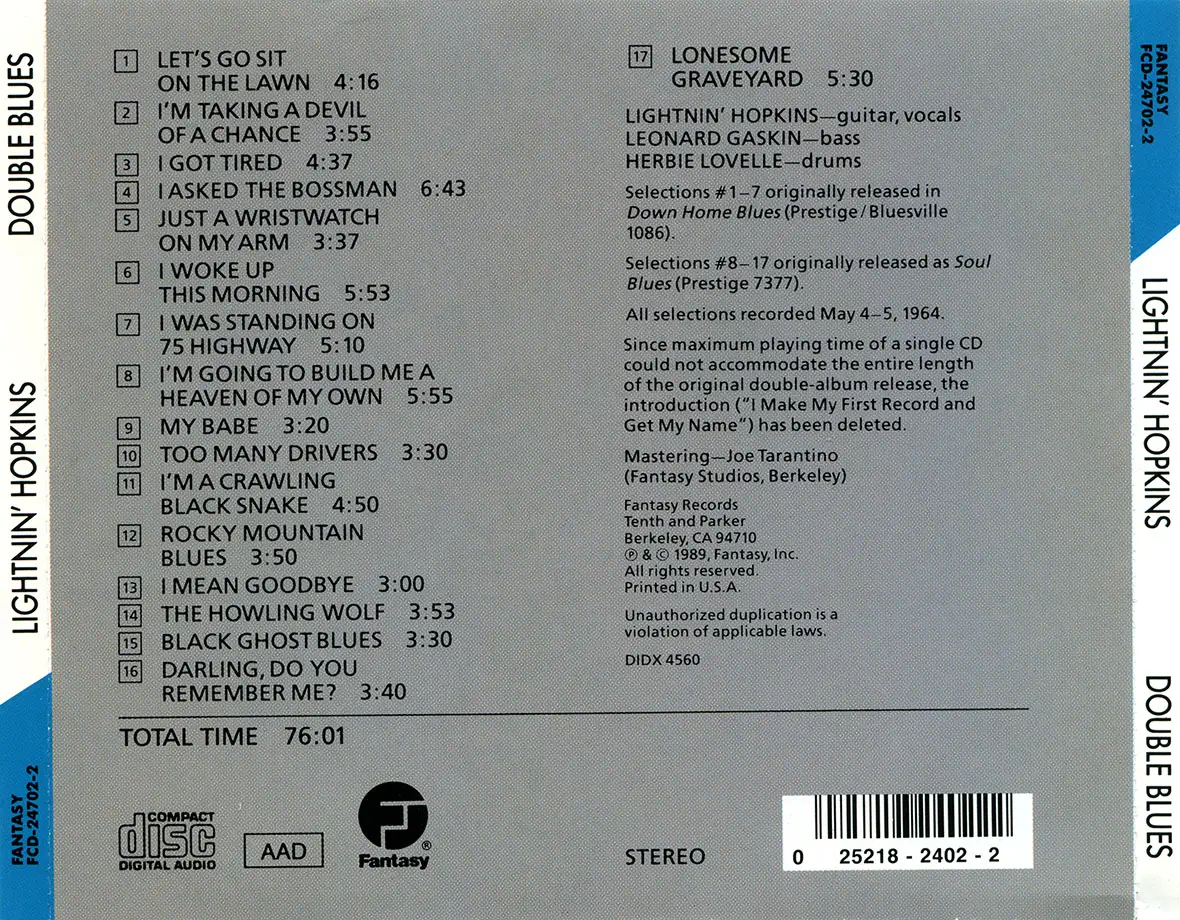 DOUBLE BLUES
LIGHTNIN' HOPKINS
FANTASY
FCD-24702-2
1 LET'S GO SIT
ON THE LAWN 4:16
2 I'M TAKING A DEVIL
OF A CHANCE 3:55
3 I GOT TIRED 4:37
4 I ASKED THE BOSSMAN 6:43
5 JUST A WRISTWATCH
ON MY ARM 3:37
6 I WOKE UP
THIS MORNING 5:53
7 I WAS STANDING ON
75 HIGHWAY 5:10
8 I'M GOING TO BUILD ME A
HEAVEN OF MY OWN 5:55
9 MY BABE 3:20
10 TOO MANY DRIVERS 3:30
11 I'M A CRAWLING
BLACK SNAKE 4:50
12 ROCKY MOUNTAIN
BLUES 3:50
13 I MEAN GOODBYE 3:00
14 THE HOWLING WOLF 3:53
15 BLACK GHOST BLUES 3:30
16 DARLING, DO YOU
REMEMBER ME? 3:40
17 LONESOME
GRAVEYARD 5:30
LIGHTNIN' HOPKINS—guitar, vocals
LEONARD GASKIN—bass
HERBIE LOVELLE—drums
Selections #1–7 originally released in
Down Home Blues (Prestige/Bluesville
1086).
Selections #8–17 originally released as Soul
Blues (Prestige 7377).
All selections recorded May 4–5, 1964.
Since maximum playing time of a single CD
could not accommodate the entire length
of the original double-album release, the
introduction ("I Make My First Record and
Get My Name") has been deleted.
Mastering—Joe Tarantino
(Fantasy Studios, Berkeley)
Fantasy Records
Tenth and Parker
Berkeley, CA 94710
℗ & © 1989, Fantasy, Inc.
All rights reserved.
Printed in U.S.A.
Unauthorized duplication is a
violation of applicable laws.
DIDX 4560
TOTAL TIME 76:01
COMPACT
disc
DIGITAL AUDIO
AAD
Fantasy®
STEREO
0 25218-2402-2
FANTASY
FCD-24702-2
LIGHTNIN' HOPKINS
DOUBLE BLUES